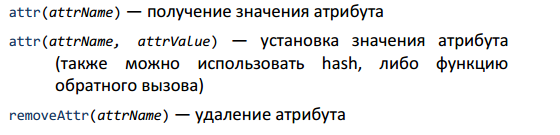 attr(attrName) — получение значения атрибута
attr(attrName, attrValue) — установка значения атрибута
(также можно использовать hash, либо функцию
обратного вызова)
removeAttr(attrName) — удаление атрибута